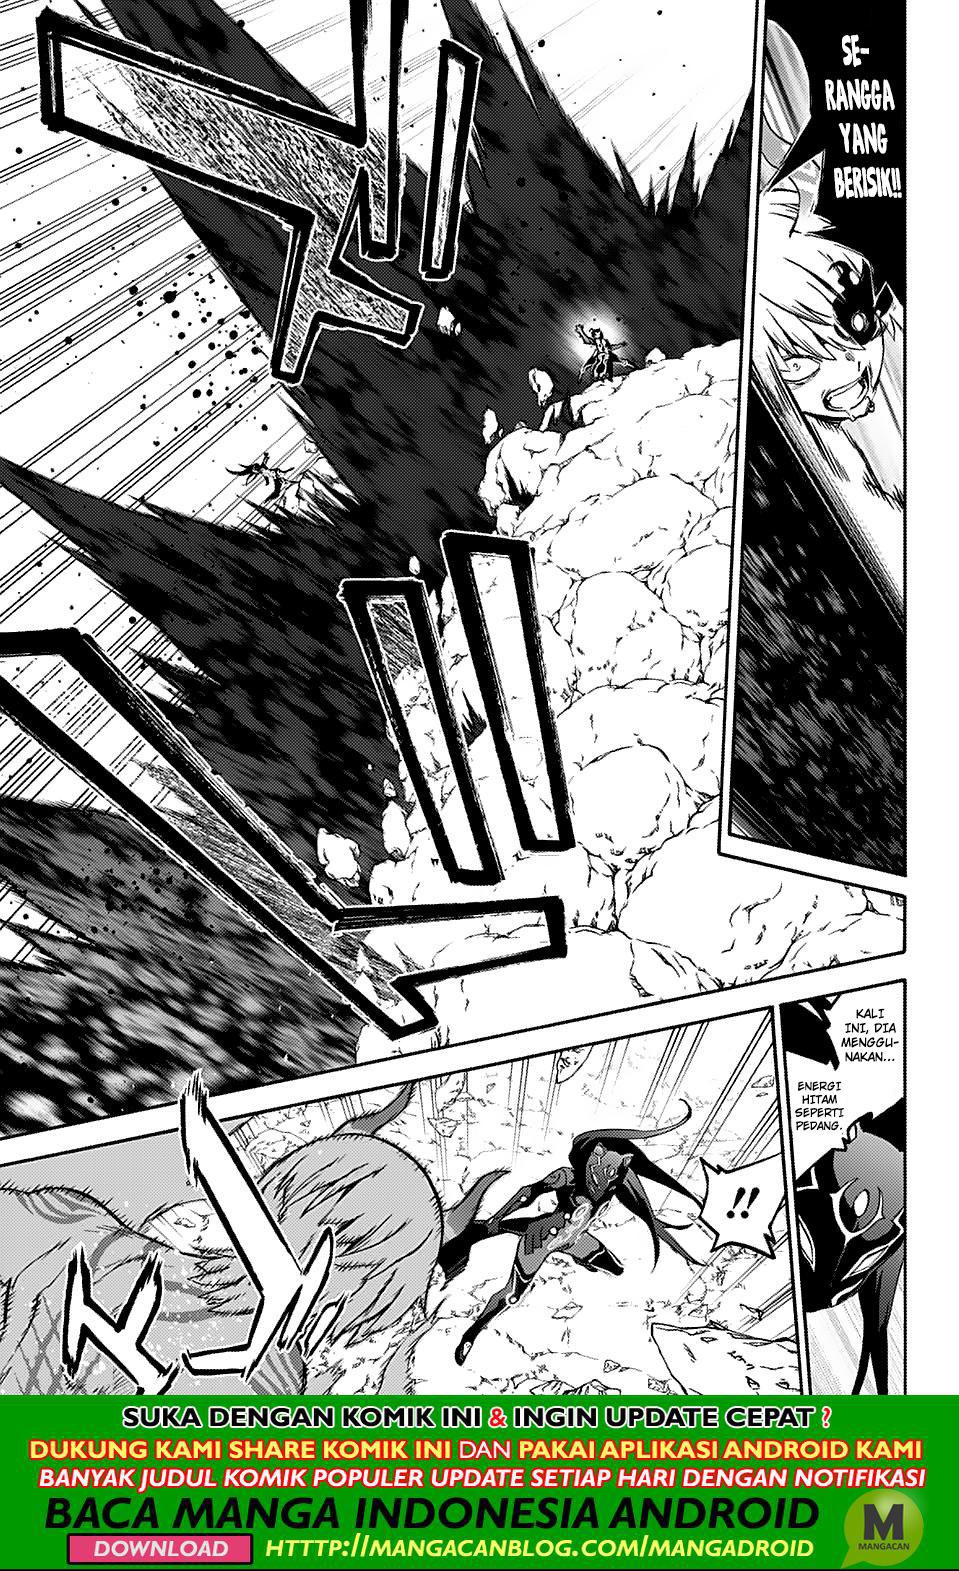 SE-
RANGGA
YANG
BERISIK!!
KALI
INI, DIA
MENGGU-
NAKAN...
ENERGI
HITAM
SEPERTI
PEDANG.
!!
SUKA DENGAN KOMIK INI & INGIN UPDATE CEPAT ?
DUKUNG KAMI SHARE KOMIK INI DAN PAKAI APLIKASI ANDROID KAMI
BANYAK JUDUL KOMIK POPULER UPDATE SETIAP HARI DENGAN NOTIFIKASI
BACA MANGA INDONESIA ANDROID
DOWNLOAD HTTTP://MANGACANBLOG.COM/MANGADROID
M
MANGACAN